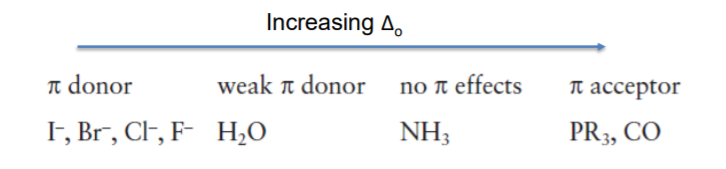 Increasing Δₒ
π donor weak π donor no π effects π acceptor
I⁻, Br⁻, Cl⁻, F⁻ H₂O NH₃ PR₃, CO